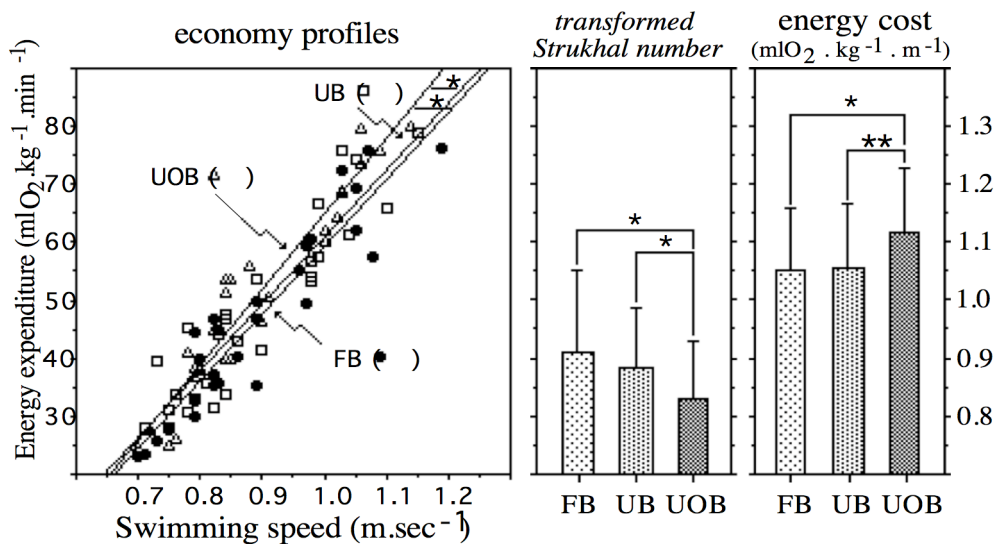 economy profiles
Energy expenditure (mlO₂.kg⁻¹.min⁻¹)
80
70
60
50
40
30
UB ( )
UOB ( )
FB ( )
*
*
0.7 0.8 0.9 1.0 1.1 1.2
Swimming speed (m.sec⁻¹)
transformed
Strukhal number
*
*
FB UB UOB
energy cost
(mlO₂ . kg⁻¹ . m⁻¹)
*
**
1.3
1.2
1.1
1.0
0.9
0.8
FB UB UOB